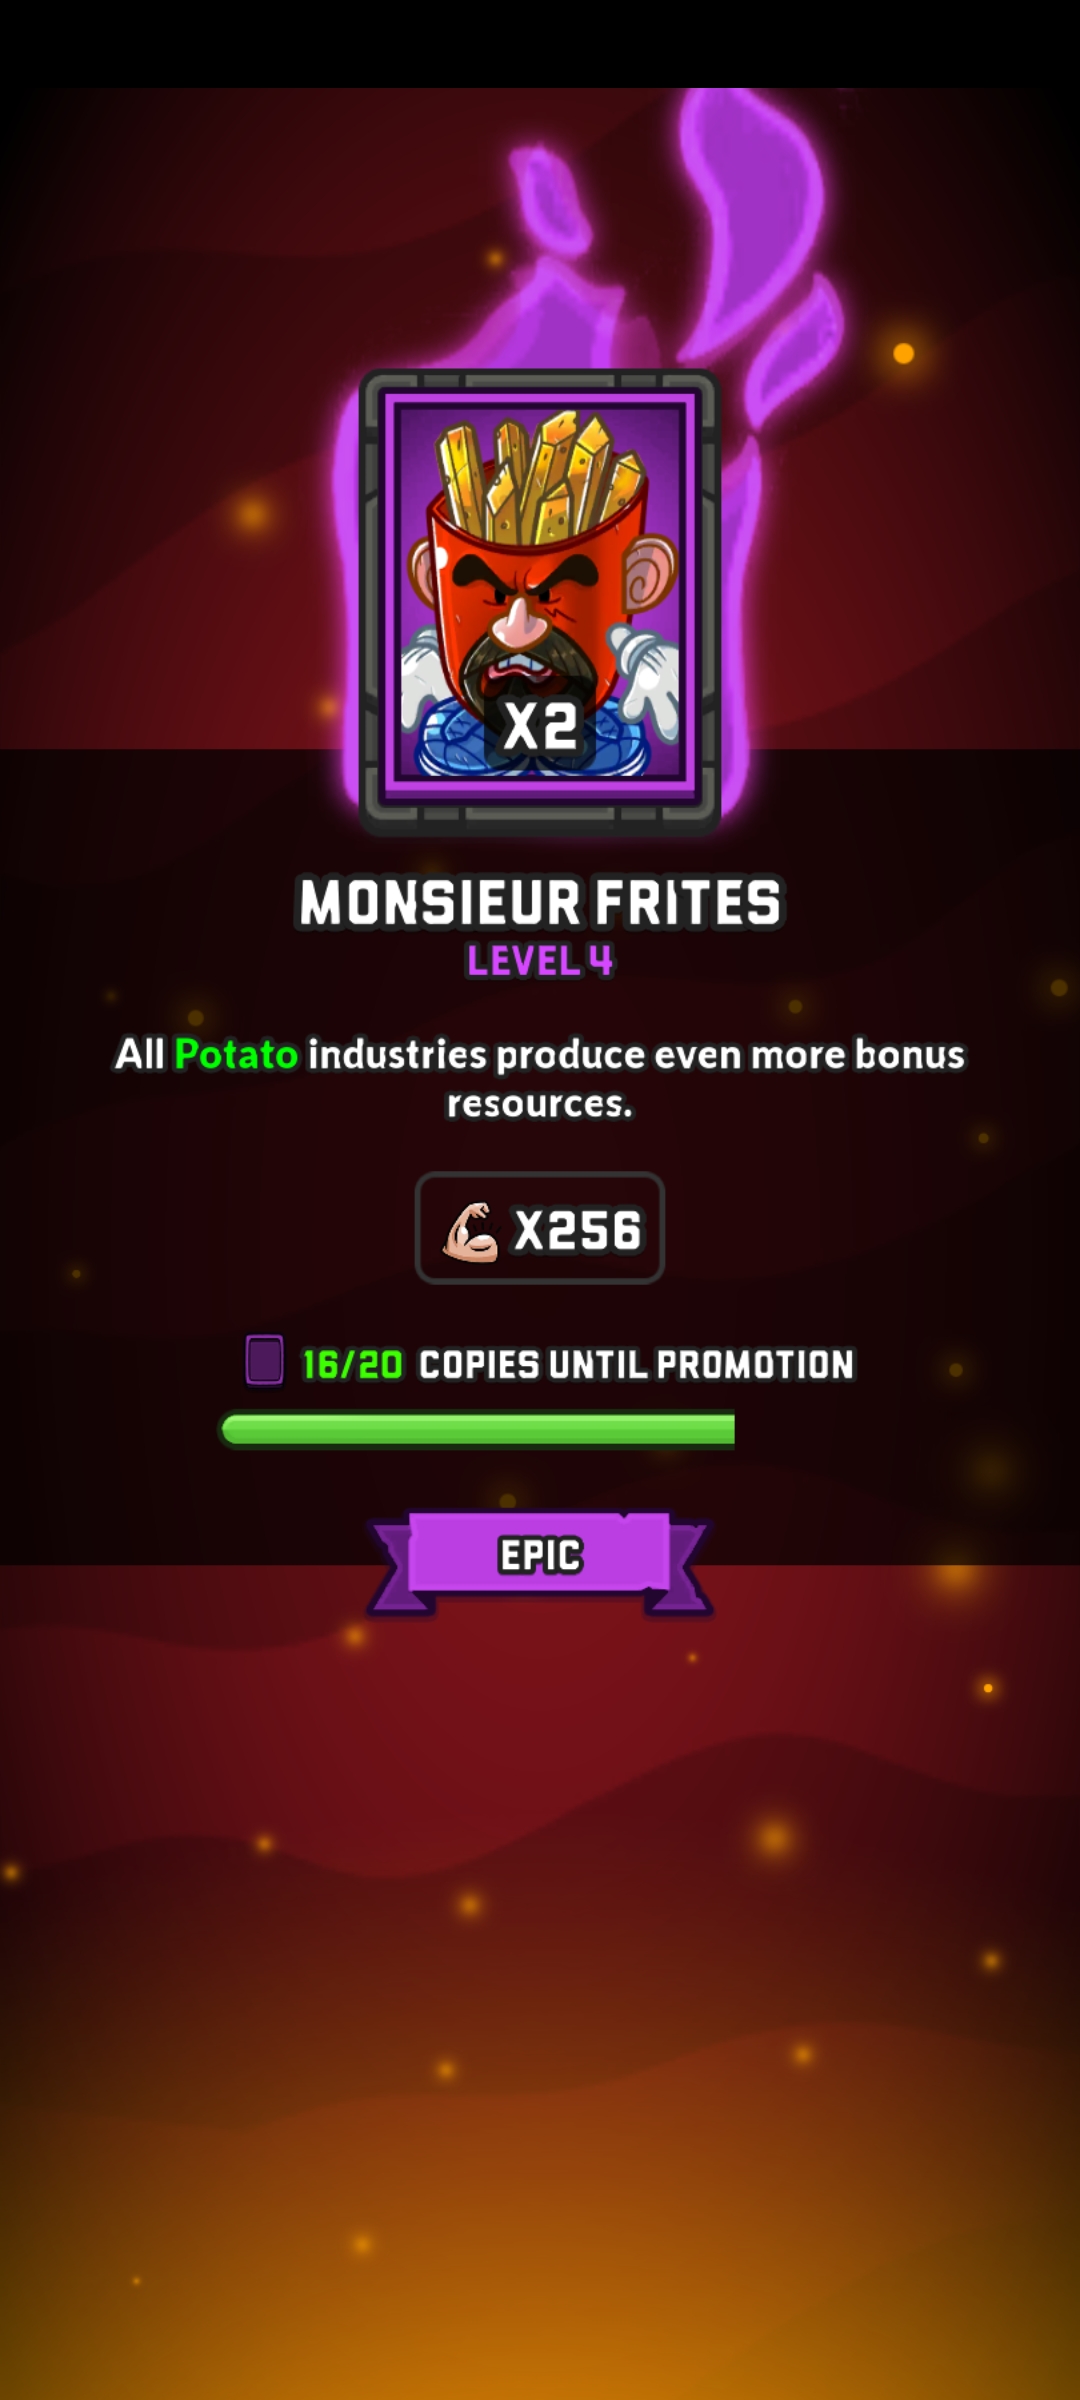 X2
MONSIEUR FRITES
LEVEL 4
All Potato industries produce even more bonus
resources.
X256
16/20 COPIES UNTIL PROMOTION
EPIC